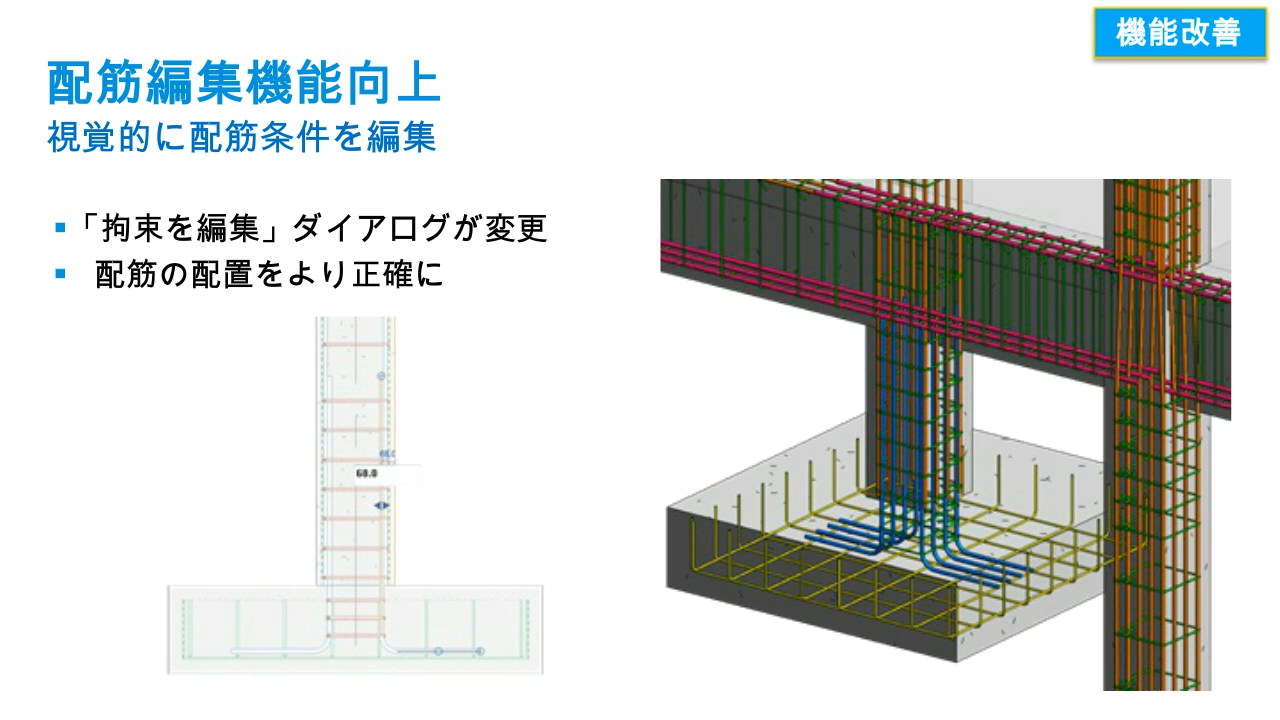 機能改善
配筋編集機能向上
視覚的に配筋条件を編集
▪「拘束を編集」ダイアログが変更
▪ 配筋の配置をより正確に
68.0